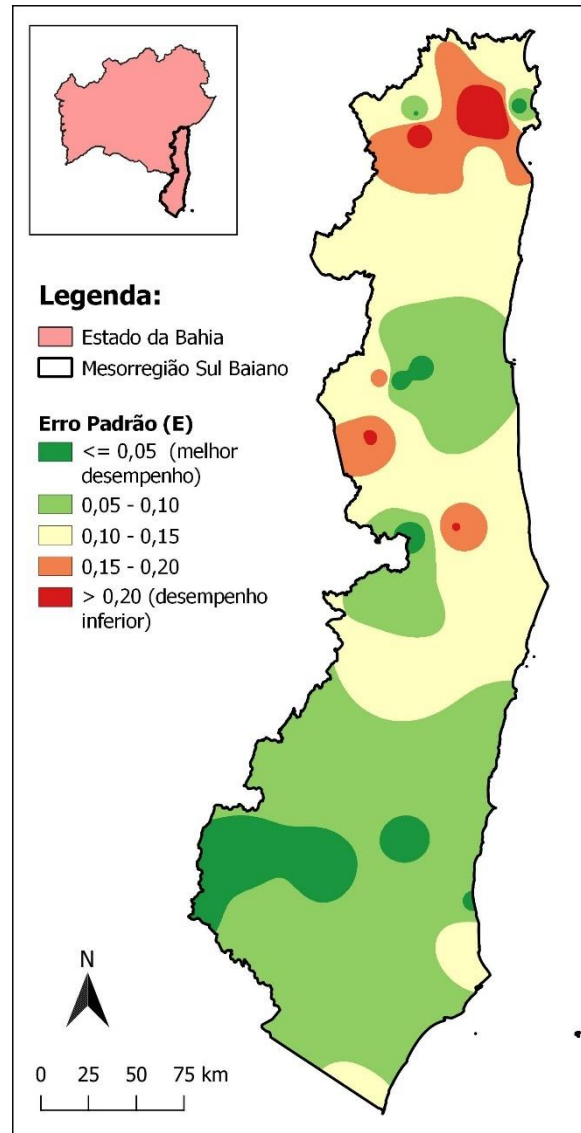 Legenda:
Estado da Bahia
Mesorregião Sul Baiano
Erro Padrão (E)
<= 0,05 (melhor
desempenho)
0,05 - 0,10
0,10 - 0,15
0,15 - 0,20
> 0,20 (desempenho
inferior)
N
0 25 50 75 km